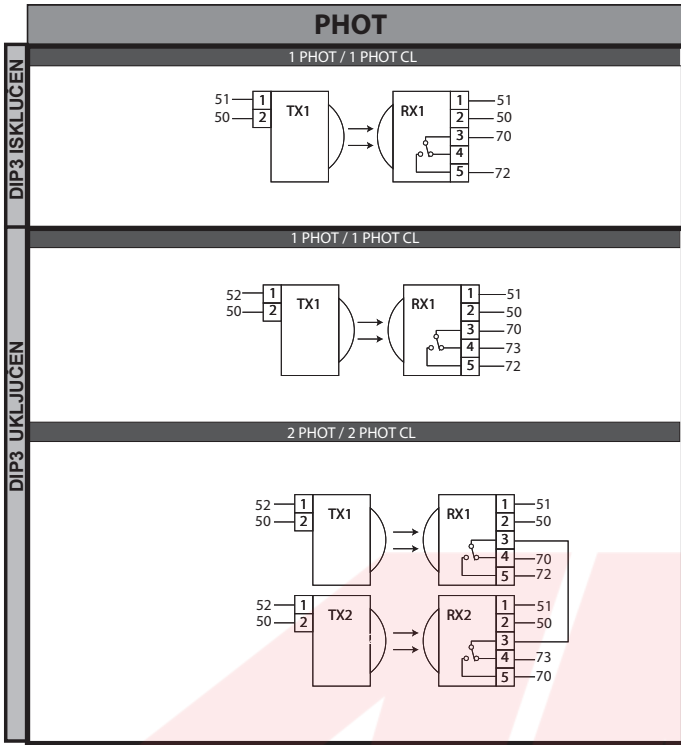 PHOT
DIP3 ISKLUČEN
1 PHOT / 1 PHOT CL
51 1 TX1 RX1 1 51
50 2 2 50
3 70
4
5 72
DIP3 UKLJUČEN
1 PHOT / 1 PHOT CL
52 1 TX1 RX1 1 51
50 2 2 50
3 70
4 73
5 72
2 PHOT / 2 PHOT CL
52 1 TX1 RX1 1 51
50 2 2 50
3
4 70
5 72
52 1 TX2 RX2 1 51
50 2 2 50
3
4 73
5 70